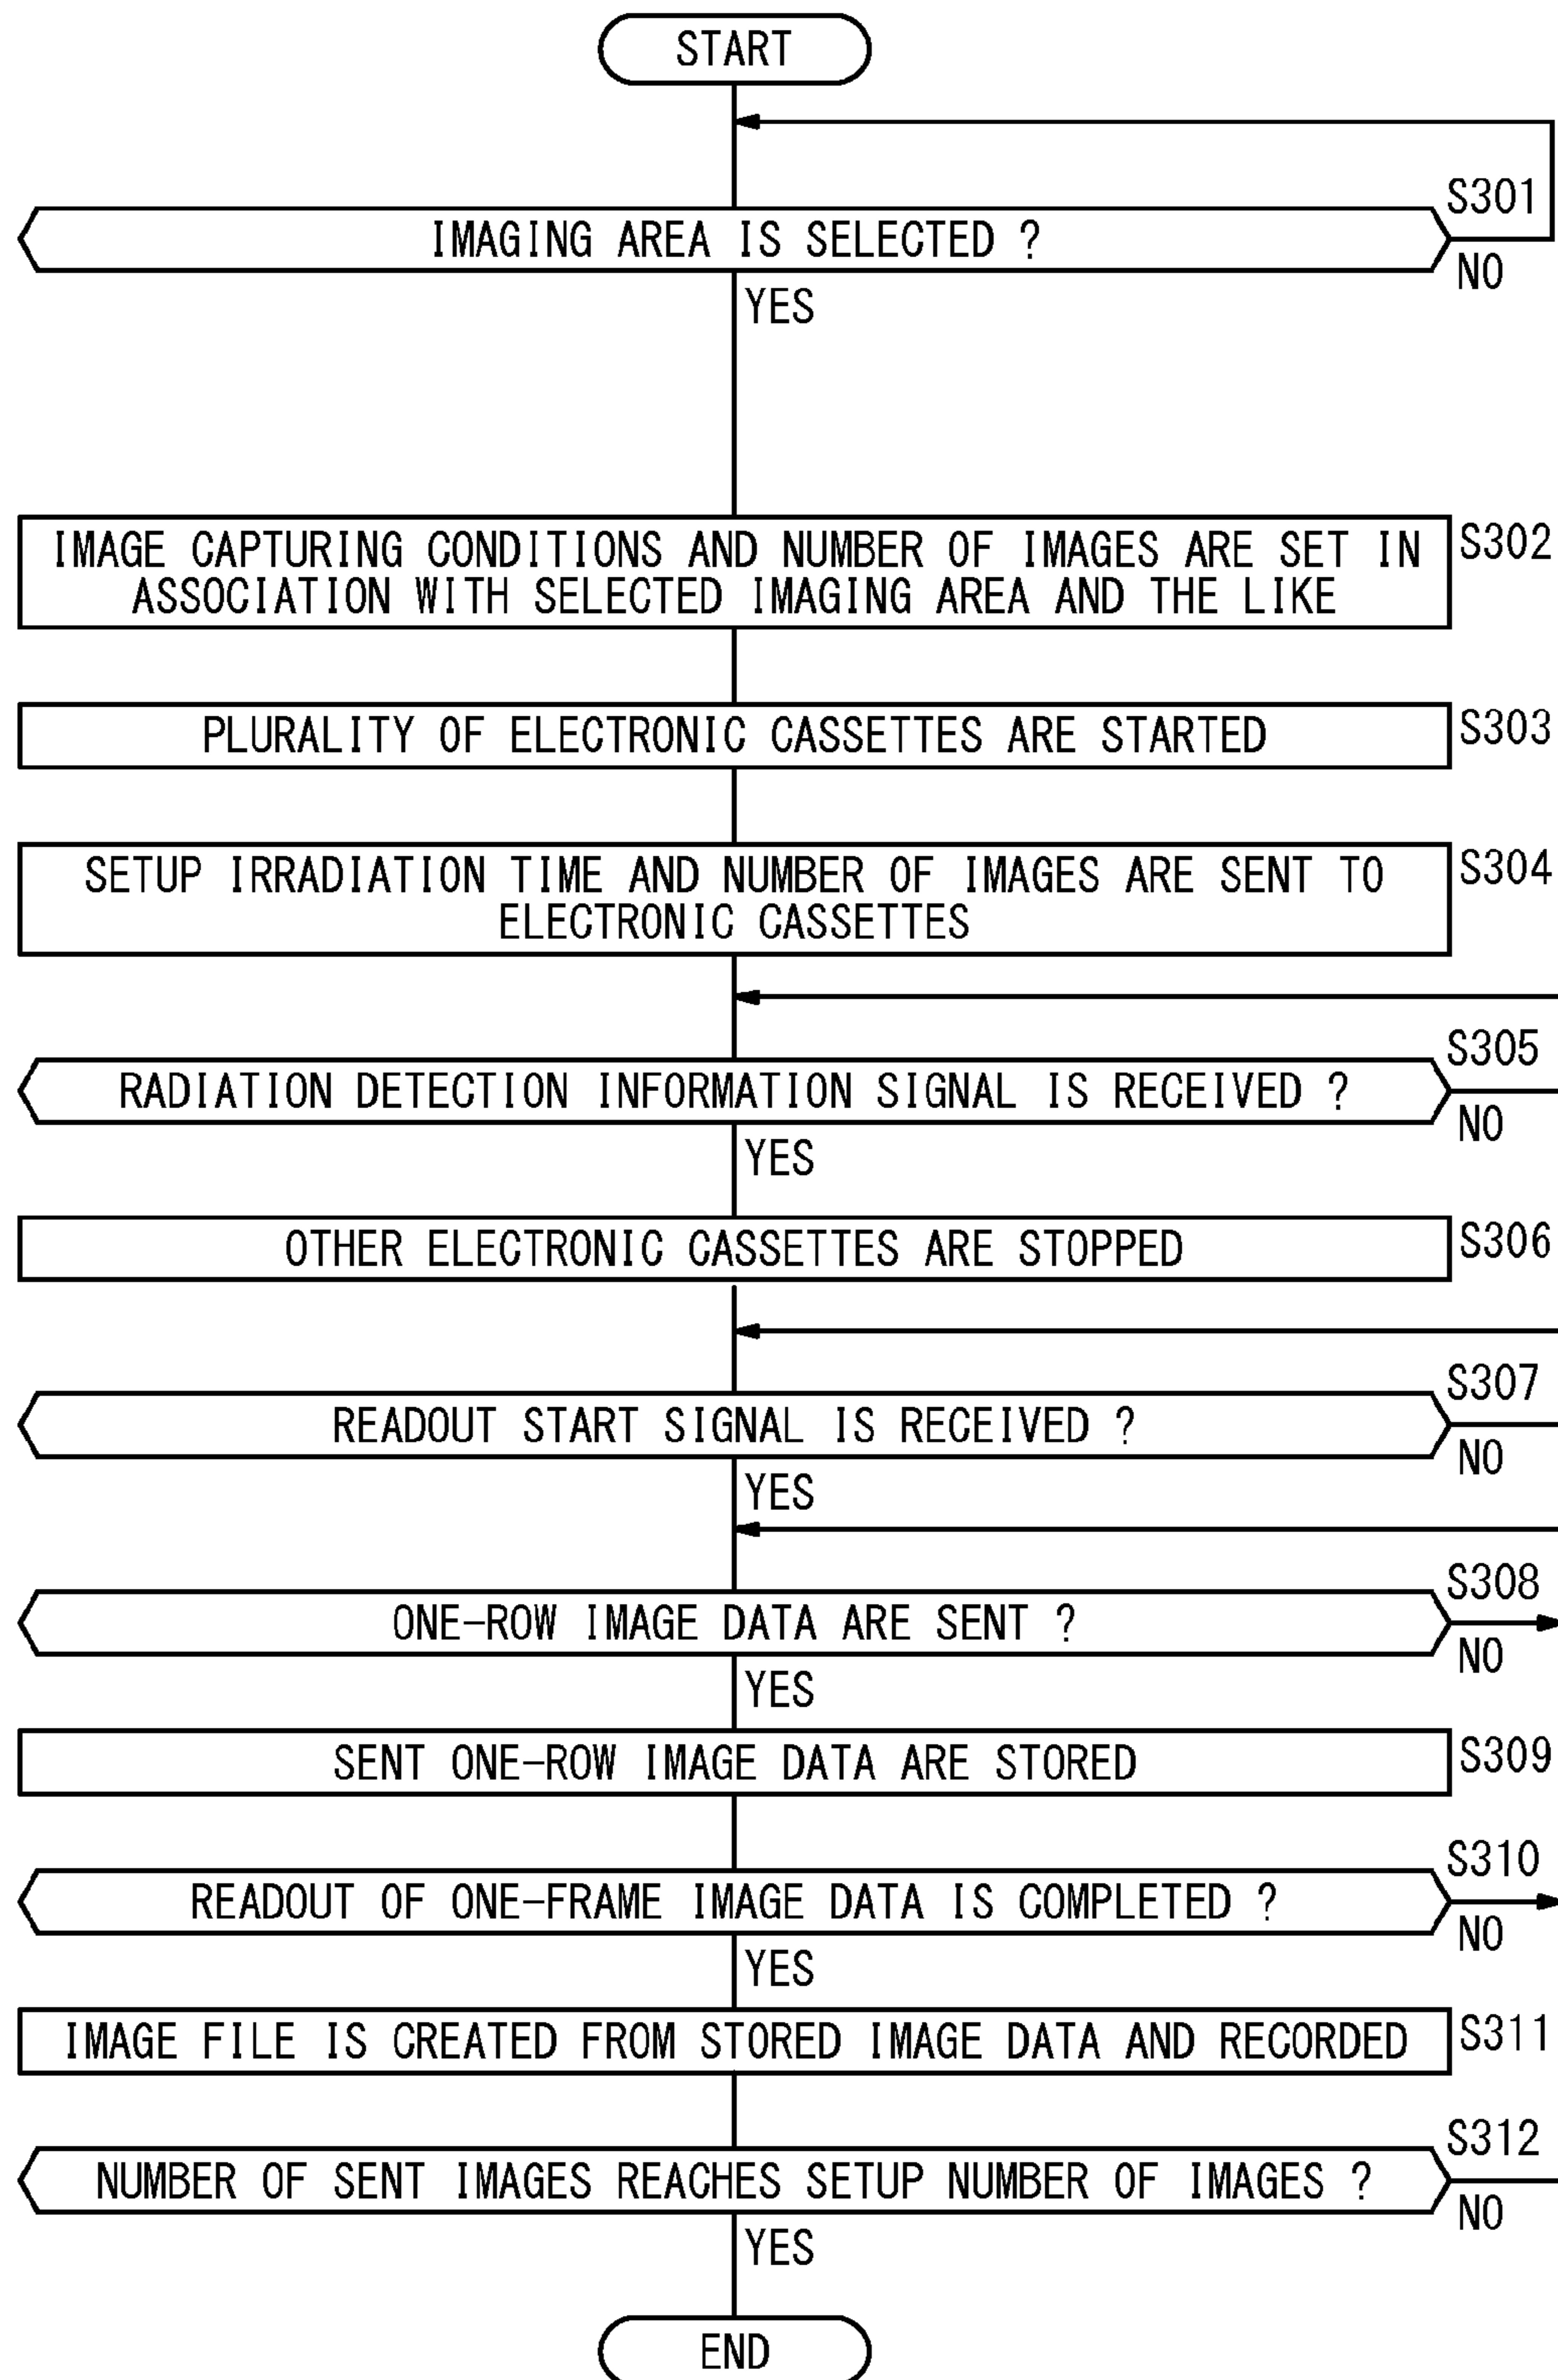 START
S301
IMAGING AREA IS SELECTED ?
NO
YES
IMAGE CAPTURING CONDITIONS AND NUMBER OF IMAGES ARE SET IN
S302
ASSOCIATION WITH SELECTED IMAGING AREA AND THE LIKE
PLURALITY OF ELECTRONIC CASSETTES ARE STARTED
S303
SETUP IRRADIATION TIME AND NUMBER OF IMAGES ARE SENT TO
S304
ELECTRONIC CASSETTES
S305
RADIATION DETECTION INFORMATION SIGNAL IS RECEIVED ?
NO
YES
OTHER ELECTRONIC CASSETTES ARE STOPPED
S306
S307
READOUT START SIGNAL IS RECEIVED ?
NO
YES
S308
ONE-ROW IMAGE DATA ARE SENT ?
NO
YES
SENT ONE-ROW IMAGE DATA ARE STORED
S309
S310
READOUT OF ONE-FRAME IMAGE DATA IS COMPLETED ?
NO
YES
IMAGE FILE IS CREATED FROM STORED IMAGE DATA AND RECORDED
S311
S312
NUMBER OF SENT IMAGES REACHES SETUP NUMBER OF IMAGES ?
NO
YES
END